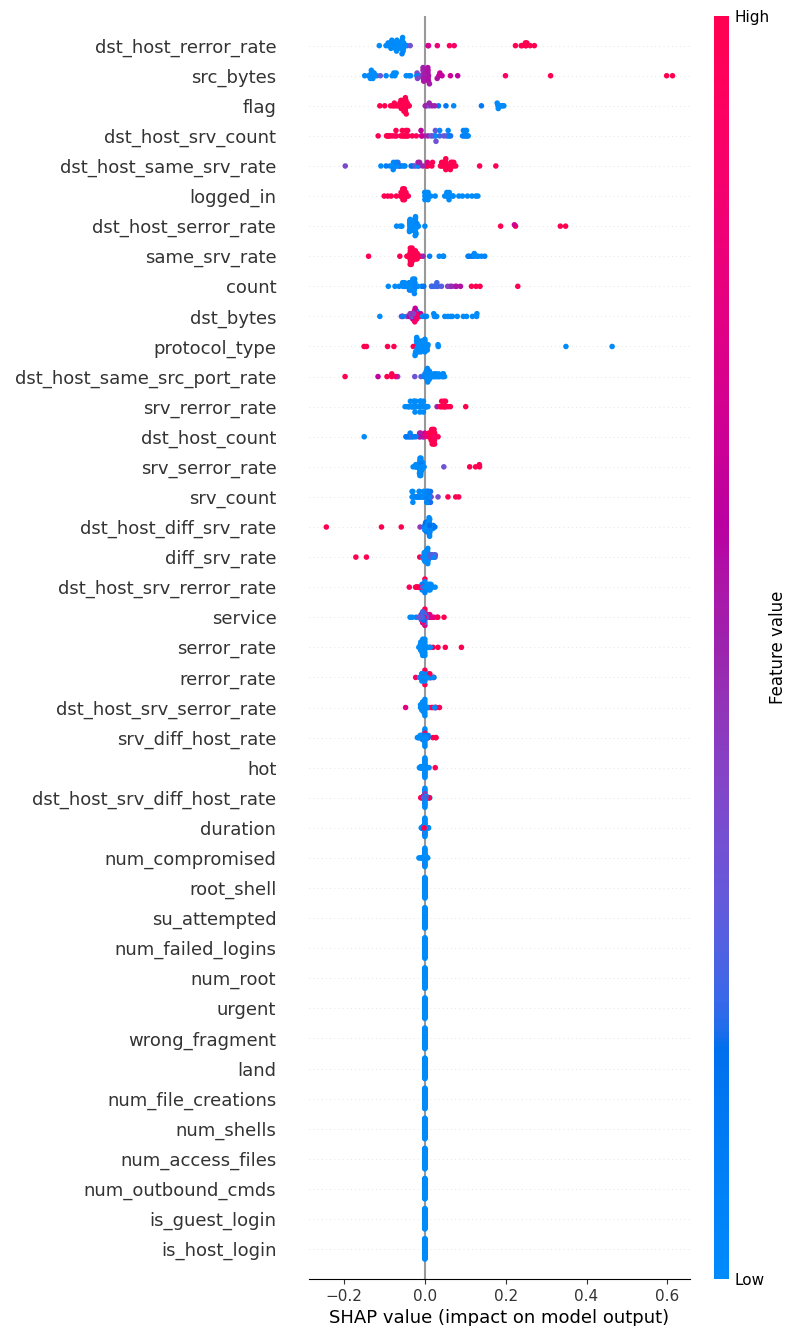 High
dst_host_rerror_rate
src_bytes
flag
dst_host_srv_count
dst_host_same_srv_rate
logged_in
dst_host_serror_rate
same_srv_rate
count
dst_bytes
protocol_type
dst_host_same_src_port_rate
srv_rerror_rate
dst_host_count
srv_serror_rate
srv_count
dst_host_diff_srv_rate
diff_srv_rate
dst_host_srv_rerror_rate
service
serror_rate
rerror_rate
dst_host_srv_serror_rate
srv_diff_host_rate
hot
dst_host_srv_diff_host_rate
duration
num_compromised
root_shell
su_attempted
num_failed_logins
num_root
urgent
wrong_fragment
land
num_file_creations
num_shells
num_access_files
num_outbound_cmds
is_guest_login
is_host_login
Feature value
Low
−0.2 0.0 0.2 0.4 0.6
SHAP value (impact on model output)